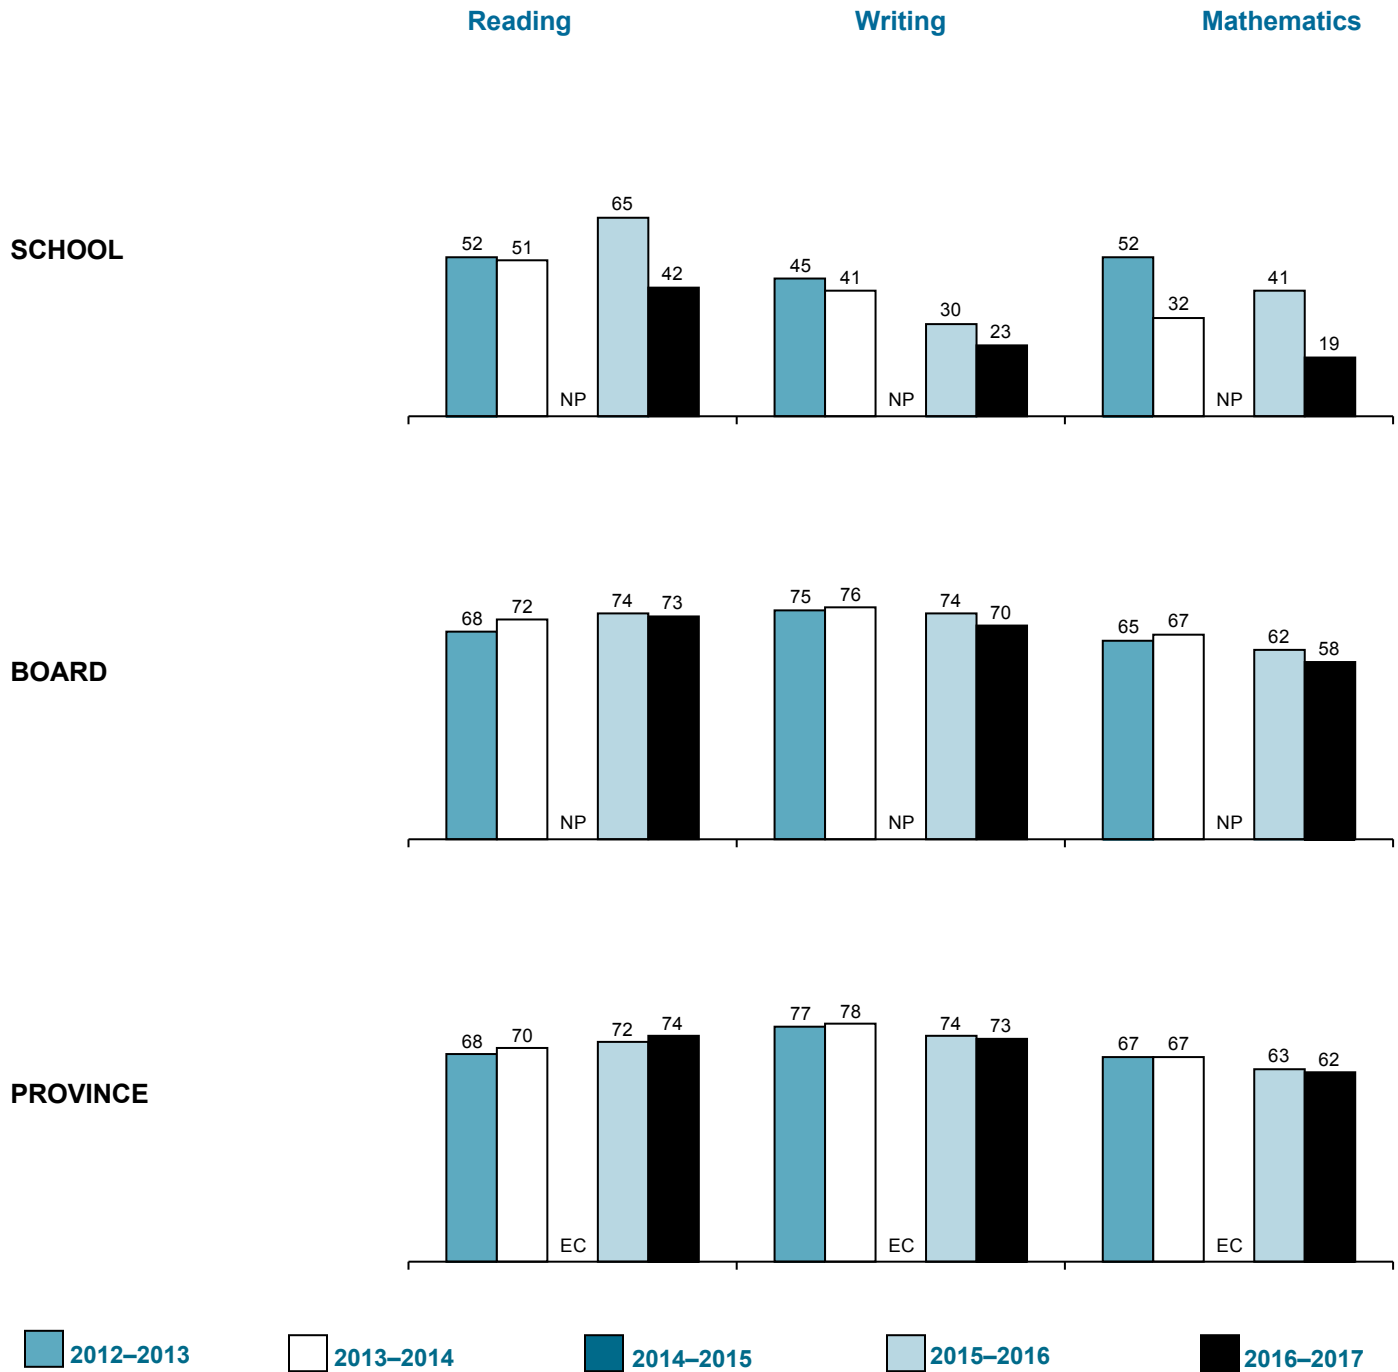 Reading Writing Mathematics
SCHOOL
52 51 NP 65 42 45 41 NP 30 23 52 32 NP 41 19
BOARD
68 72 NP 74 73 75 76 NP 74 70 65 67 NP 62 58
PROVINCE
68 70 EC 72 74 77 78 EC 74 73 67 67 EC 63 62
2012–2013 2013–2014 2014–2015 2015–2016 2016–2017